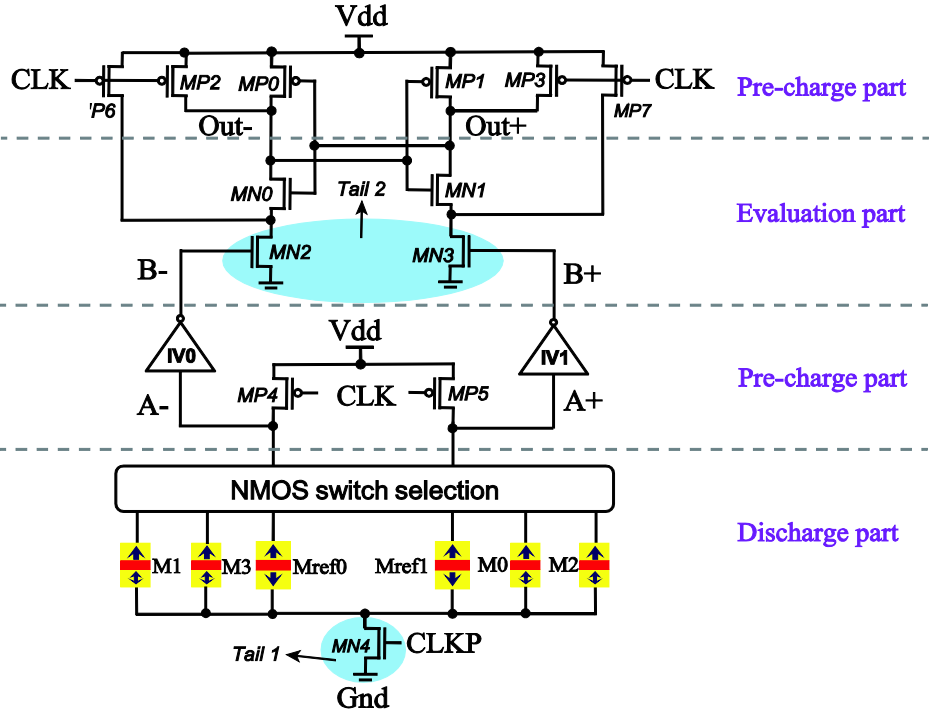 Vdd
CLK MP2 MP0 MP1 MP3 CLK Pre-charge part
'P6 MP7
Out- Out+
MN0 Tail 2 MN1
Evaluation part
MN2 MN3
B- B+
Vdd
IV0 IV1
MP4 CLK MP5 Pre-charge part
A- A+
NMOS switch selection
Discharge part
M1 M3 Mref0 Mref1 M0 M2
MN4 CLKP
Tail 1
Gnd